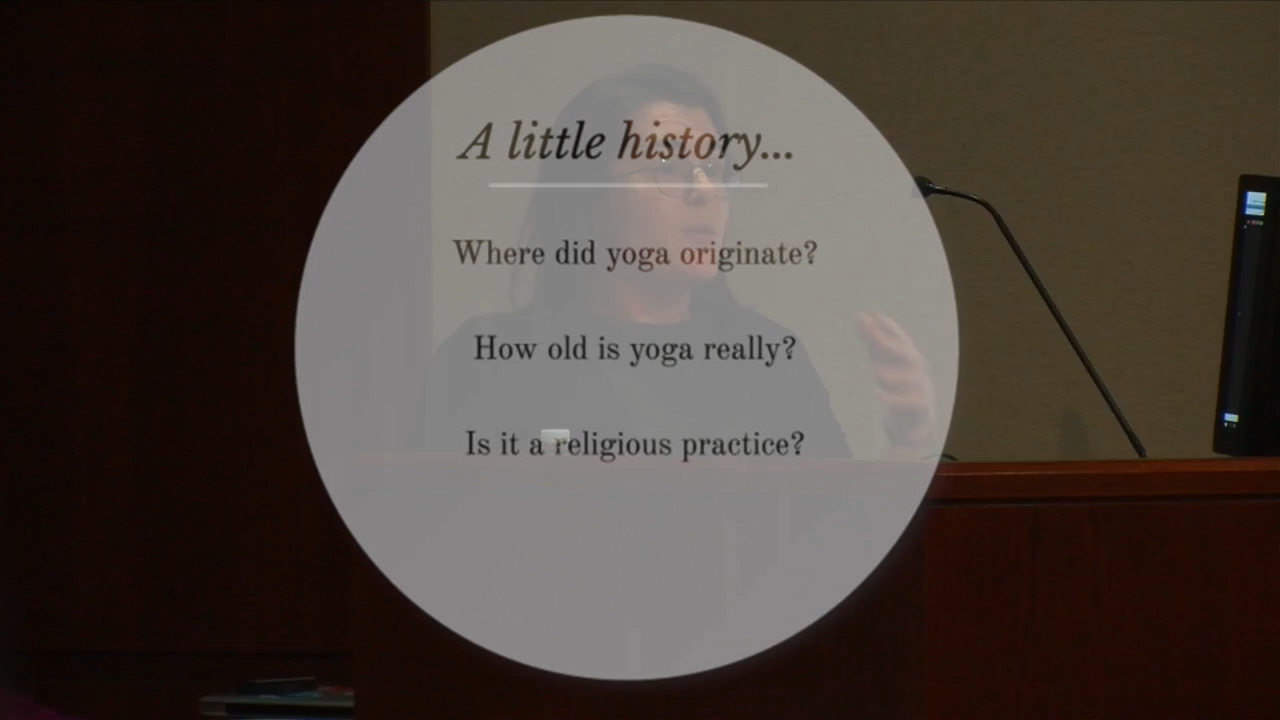 A little history...
Where did yoga originate?
How old is yoga really?
Is it a religious practice?